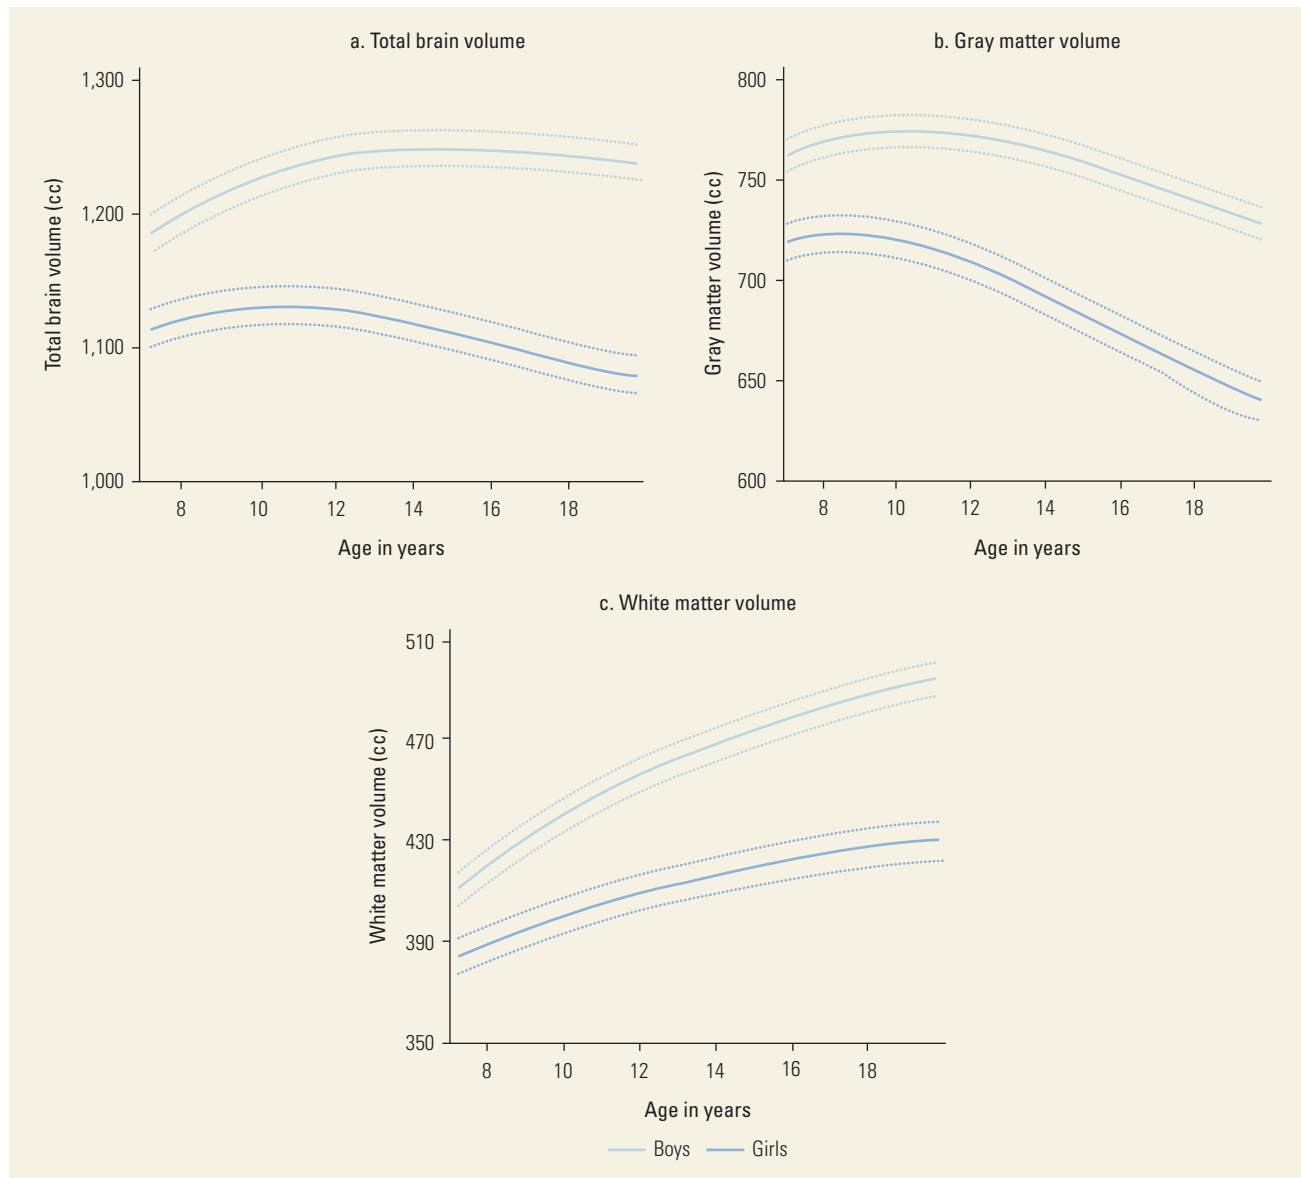 a. Total brain volume
1,300
1,200
1,100
1,000
Total brain volume (cc)
8 10 12 14 16 18
Age in years
b. Gray matter volume
800
750
700
650
600
Gray matter volume (cc)
8 10 12 14 16 18
Age in years
c. White matter volume
510
470
430
390
350
White matter volume (cc)
8 10 12 14 16 18
Age in years
Boys Girls